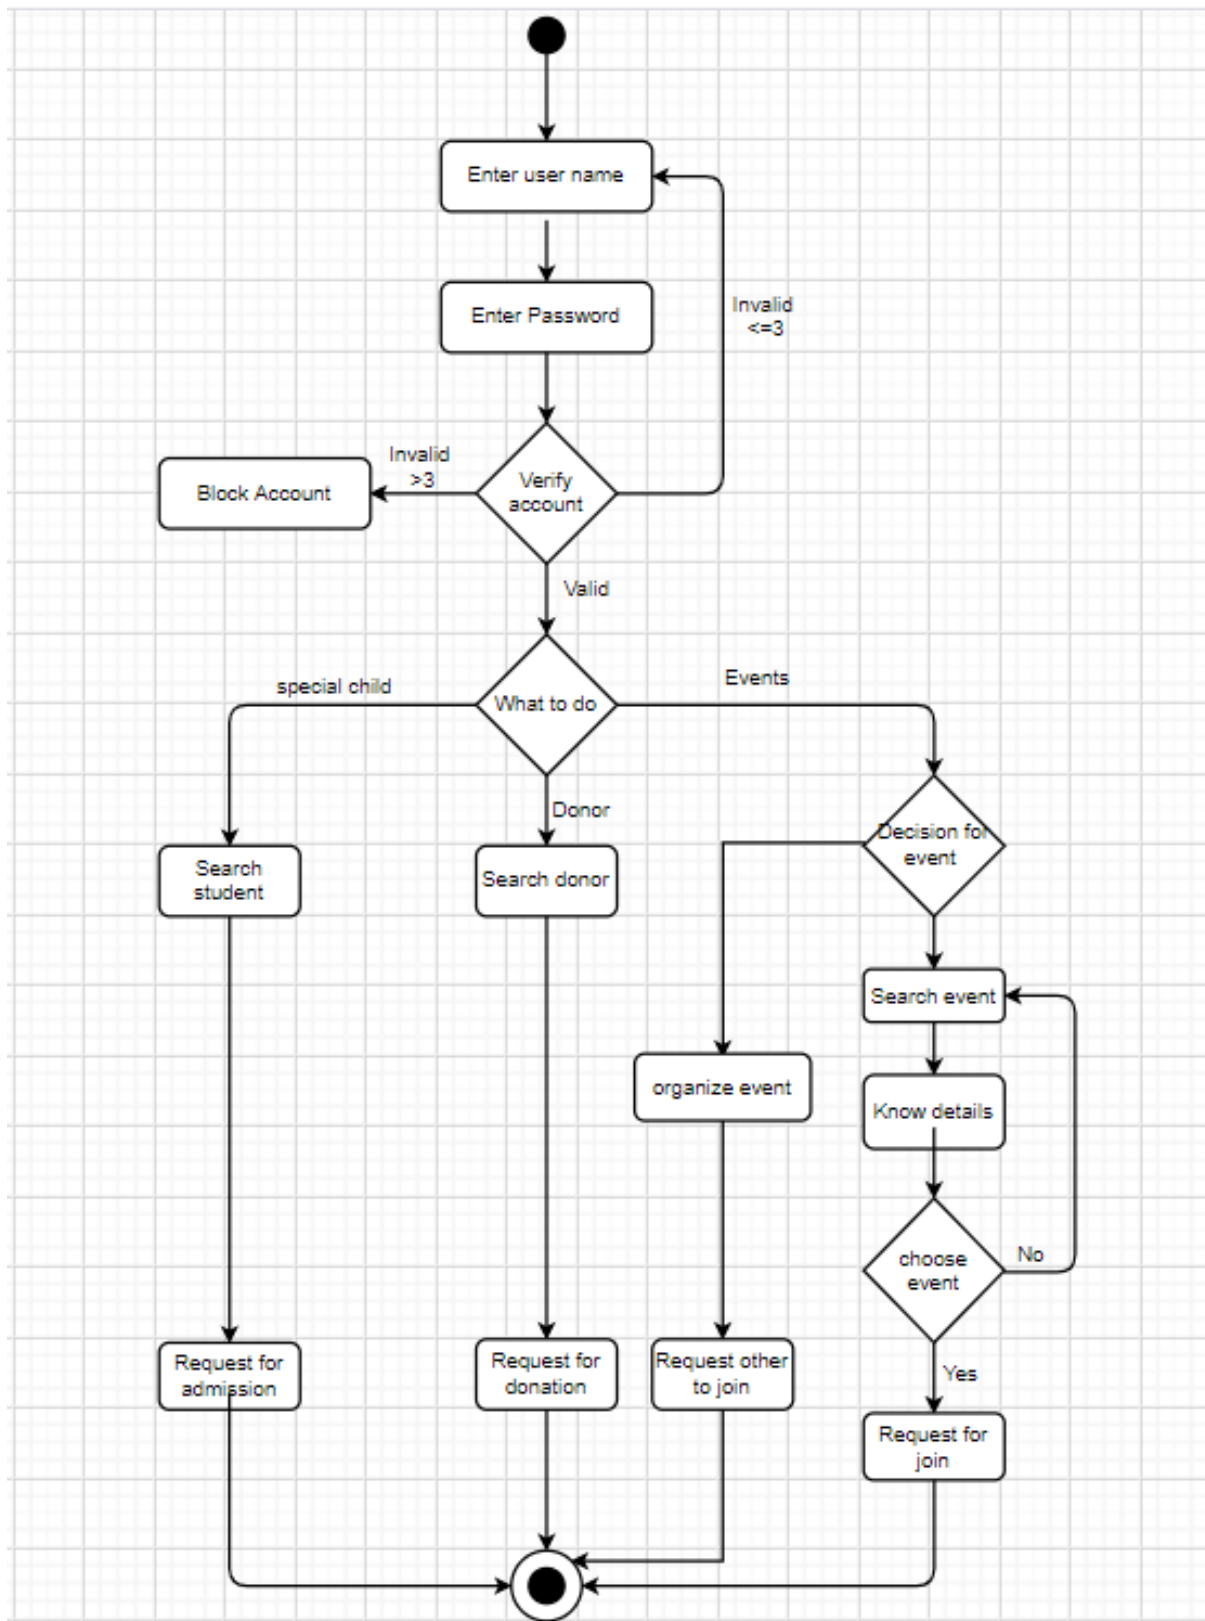 Enter user name
Enter Password
Invalid
<=3
Invalid
>3
Block Account
Verify
account
Valid
special child
What to do
Events
Donor
Decision for
event
Search
student
Search donor
Search event
organize event
Know details
choose
event
No
Request for
admission
Request for
donation
Request other
to join
Yes
Request for
join